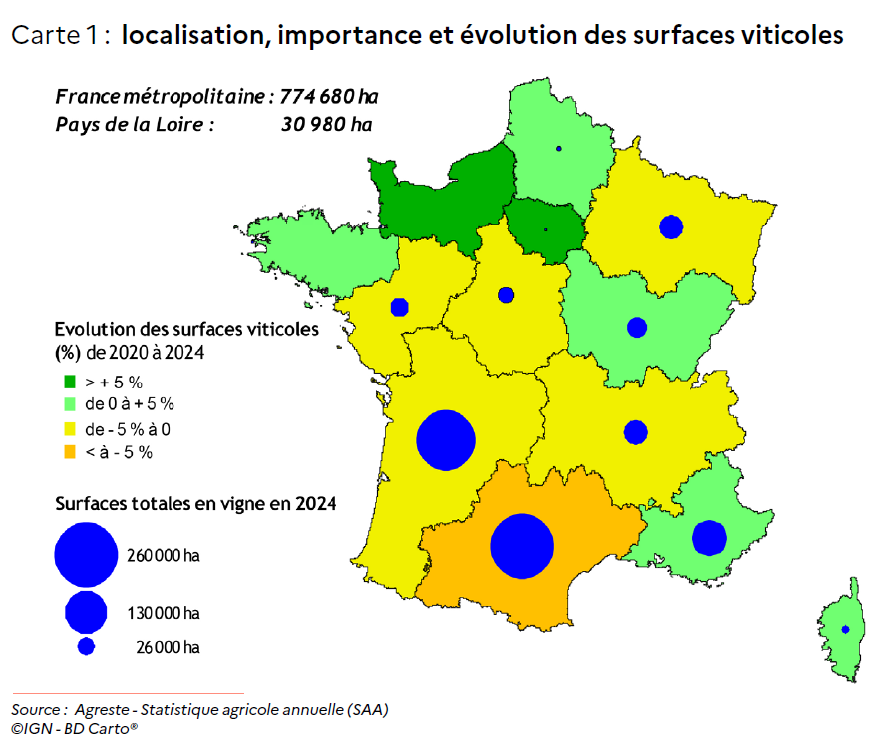 Carte 1 : localisation, importance et évolution des surfaces viticoles
France métropolitaine : 774 680 ha
Pays de la Loire : 30 980 ha
Evolution des surfaces viticoles
(%) de 2020 à 2024
> + 5 %
de 0 à + 5 %
de - 5 % à 0
< à - 5 %
Surfaces totales en vigne en 2024
260 000 ha
130 000 ha
26 000 ha
Source : Agreste - Statistique agricole annuelle (SAA)
©IGN - BD Carto®